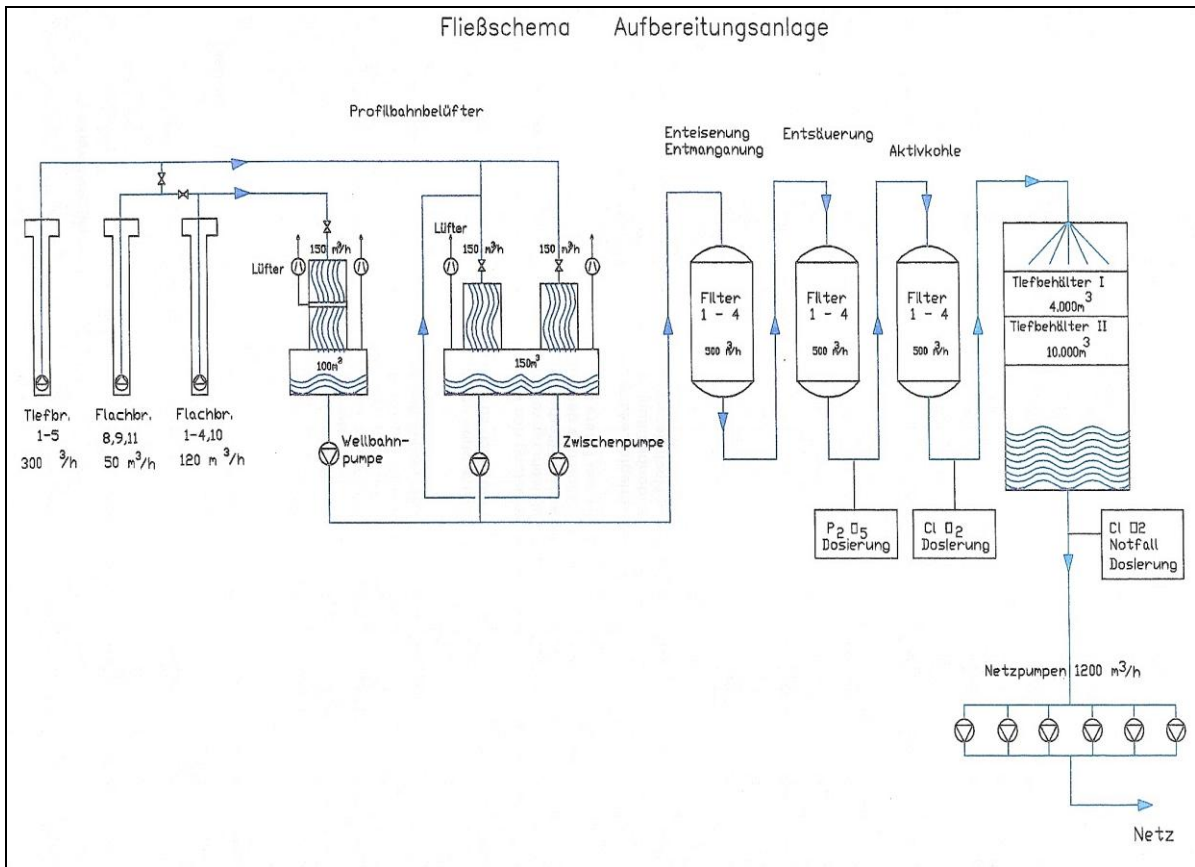 Fließschema Aufbereitungsanlage
Profilbahnbelüfter
Enteisenung
Entmanganung
Entsäuerung
Aktivkohle
Lüfter
150 m³/h
Lüfter
150 m³/h
150 m³/h
100m³
150m³
Filter
1 - 4
500 m³/h
Filter
1 - 4
500 m³/h
Filter
1 - 4
500 m³/h
Tiefbehälter I
4.000m³
Tiefbehälter II
10.000m³
Tiefbr.
1-5
300 ³/h
Flachbr.
8,9,11
50 m³/h
Flachbr.
1-4,10
120 m³/h
Wellbahn-
pumpe
Zwischenpumpe
P₂ O₅
Dosierung
Cl O₂
Dosierung
Cl O2
Notfall
Dosierung
Netzpumpen 1200 m³/h
Netz